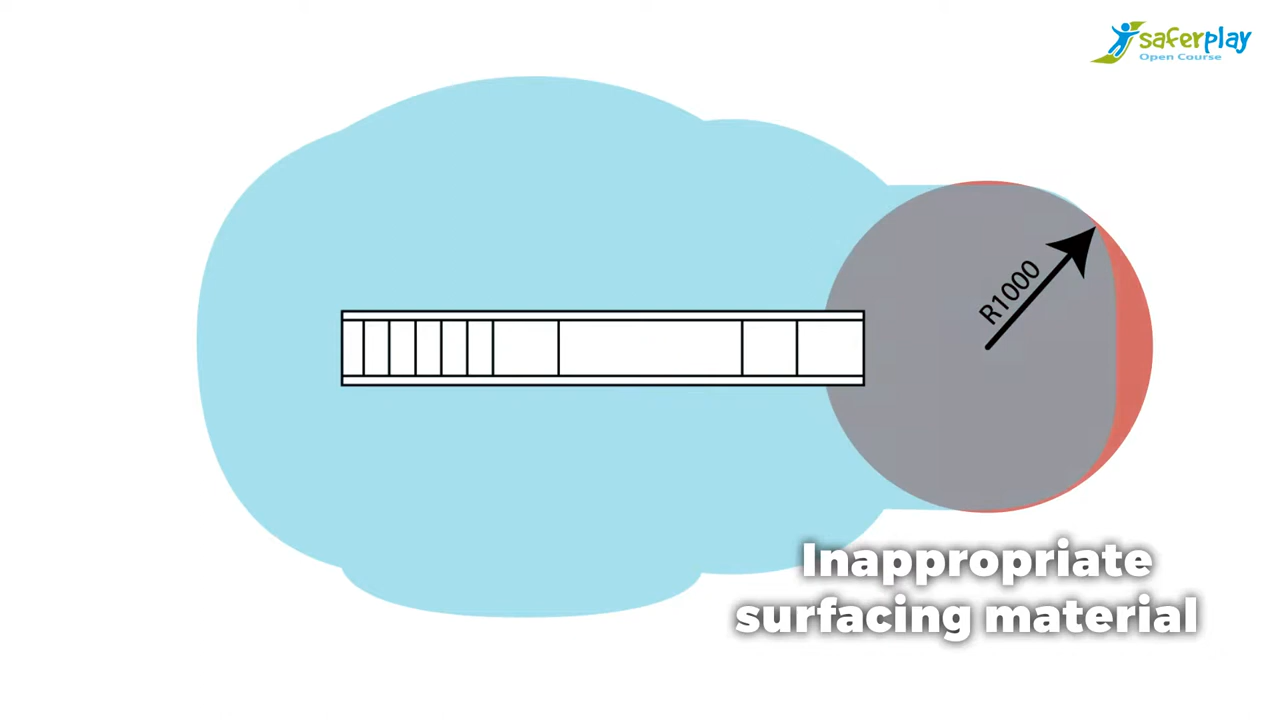 saferplay
Open Course
R1000
Inappropriate
surfacing material